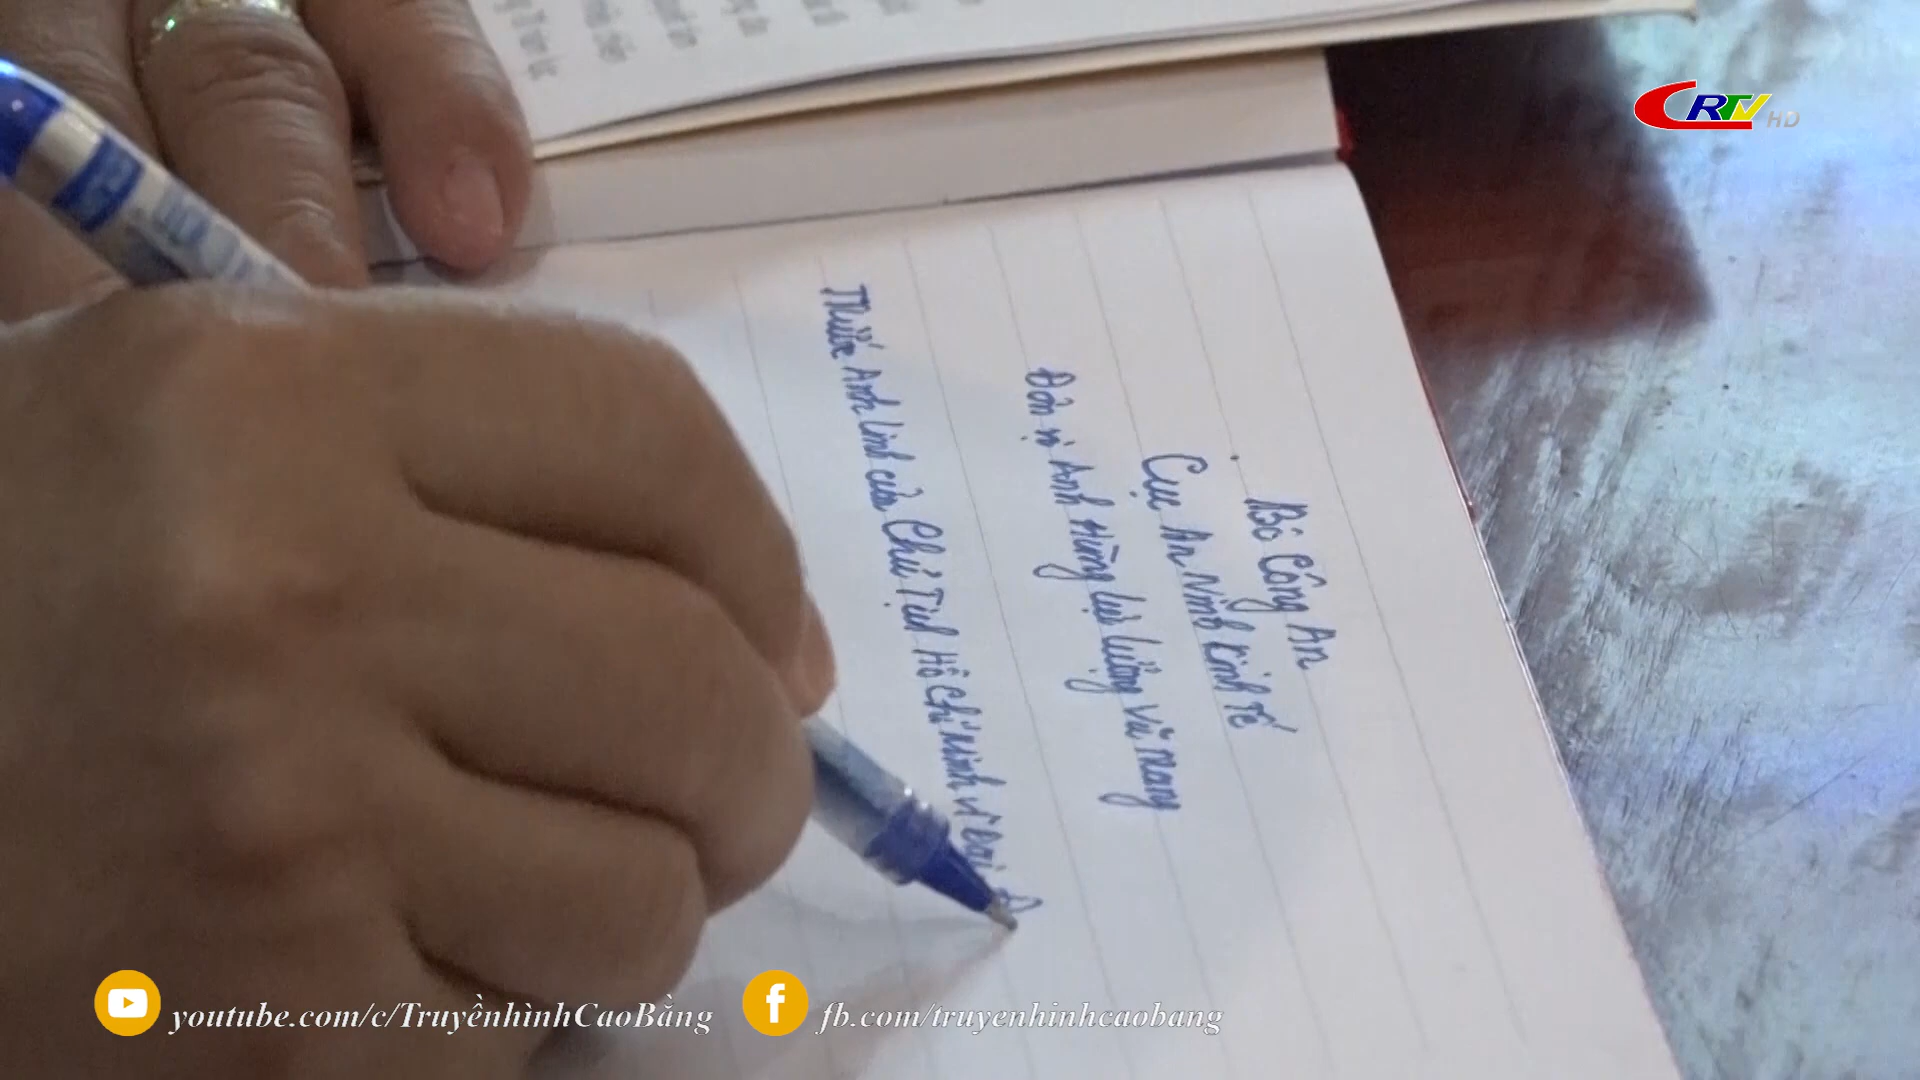 CRTV HD
Bộ Công An
Cục An Ninh Kinh tế
Đơn vị Anh Hùng lực lượng vũ trang
Trước Anh linh của Chủ Tịch Hồ Chí Minh vĩ đại
youtube.com/c/TruyềnhìnhCaoBằng
fb.com/truyenhinhcaobang